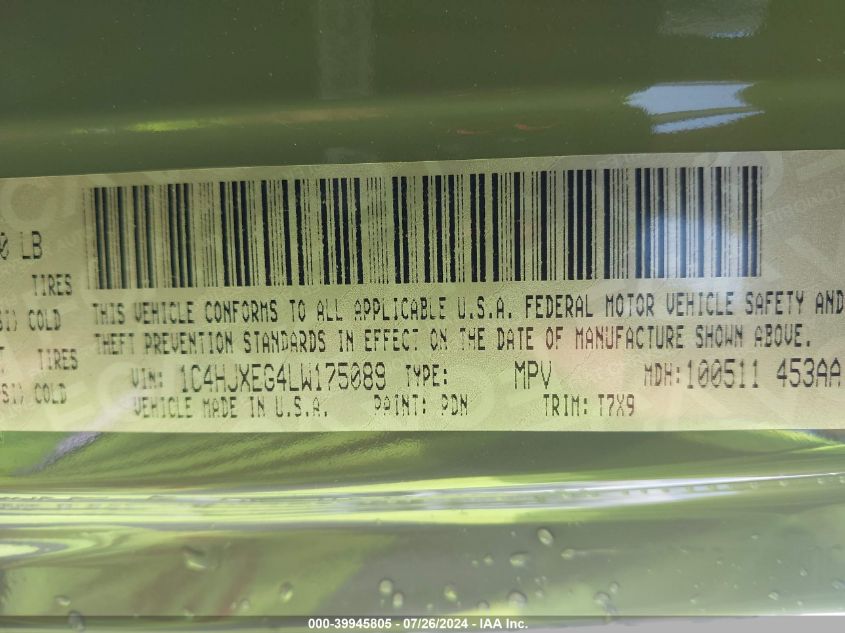 0 LB
TIRES
SI) COLD
TIRES
SI) COLD
THIS VEHICLE CONFORMS TO ALL APPLICABLE U.S.A. FEDERAL MOTOR VEHICLE SAFETY AND
THEFT PREVENTION STANDARDS IN EFFECT ON THE DATE OF MANUFACTURE SHOWN ABOVE.
VIN: 1C4HJXEG4LW175089 TYPE: MPV MDH:100511 453AA
VEHICLE MADE IN U.S.A. PAINT: PDN TRIM: T7X9
000-39945805 - 07/26/2024 - IAA Inc.